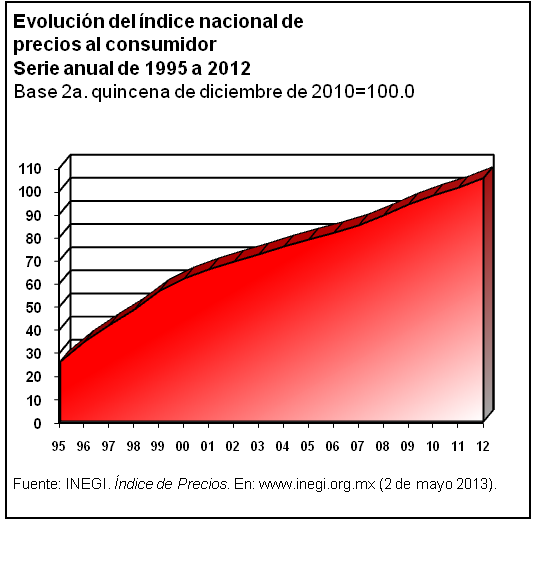 Evolución del índice nacional de
precios al consumidor
Serie anual de 1995 a 2012
Base 2a. quincena de diciembre de 2010=100.0
110
100
90
80
70
60
50
40
30
20
10
0
95 96 97 98 99 00 01 02 03 04 05 06 07 08 09 10 11 12
Fuente: INEGI. Índice de Precios. En: www.inegi.org.mx (2 de mayo 2013).